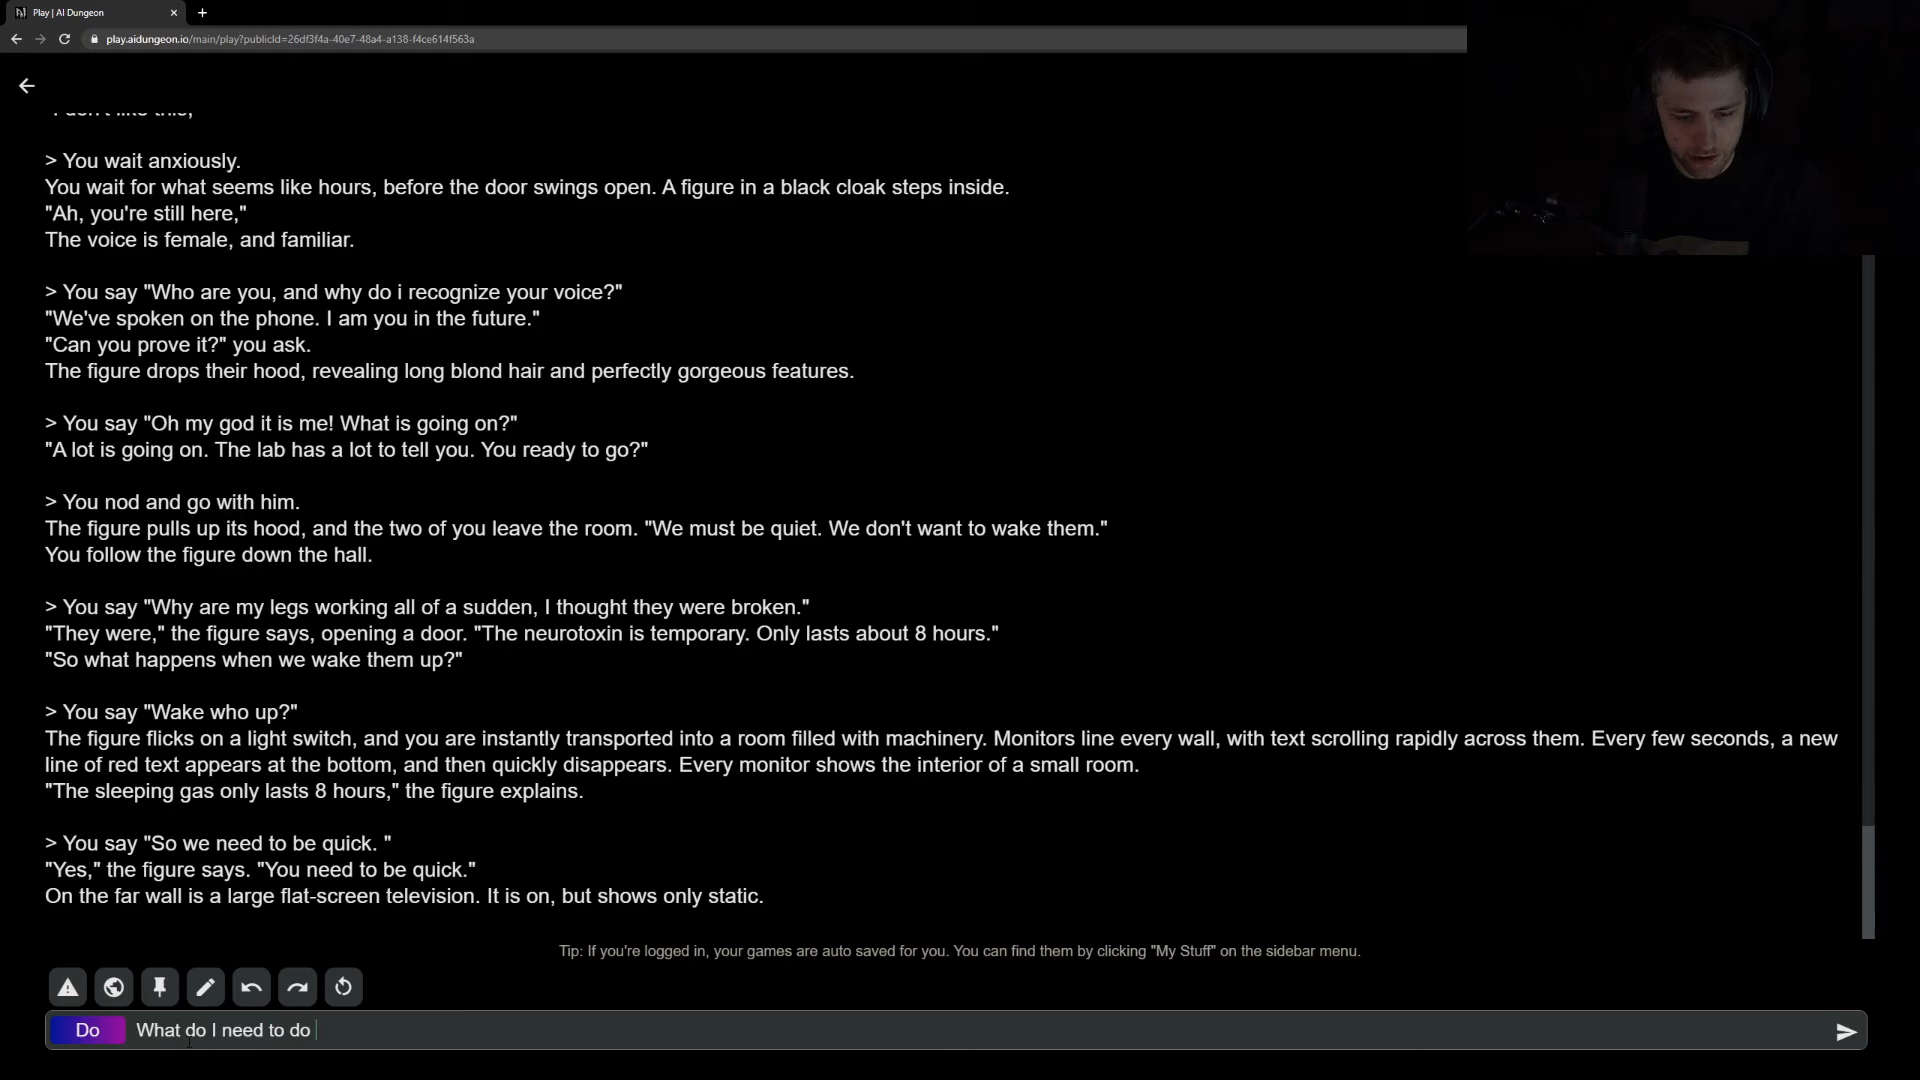 Play | AI Dungeon
play.aidungeon.io/main/play?publicId=26df3f4a-40e7-48a4-a138-f4ce614f563a
"I don't like this,"
> You wait anxiously.
You wait for what seems like hours, before the door swings open. A figure in a black cloak steps inside.
"Ah, you're still here,"
The voice is female, and familiar.
> You say "Who are you, and why do i recognize your voice?"
"We've spoken on the phone. I am you in the future."
"Can you prove it?" you ask.
The figure drops their hood, revealing long blond hair and perfectly gorgeous features.
> You say "Oh my god it is me! What is going on?"
"A lot is going on. The lab has a lot to tell you. You ready to go?"
> You nod and go with him.
The figure pulls up its hood, and the two of you leave the room. "We must be quiet. We don't want to wake them."
You follow the figure down the hall.
> You say "Why are my legs working all of a sudden, I thought they were broken."
"They were," the figure says, opening a door. "The neurotoxin is temporary. Only lasts about 8 hours."
"So what happens when we wake them up?"
> You say "Wake who up?"
The figure flicks on a light switch, and you are instantly transported into a room filled with machinery. Monitors line every wall, with text scrolling rapidly across them. Every few seconds, a new
line of red text appears at the bottom, and then quickly disappears. Every monitor shows the interior of a small room.
"The sleeping gas only lasts 8 hours," the figure explains.
> You say "So we need to be quick. "
"Yes," the figure says. "You need to be quick."
On the far wall is a large flat-screen television. It is on, but shows only static.
Tip: If you're logged in, your games are auto saved for you. You can find them by clicking "My Stuff" on the sidebar menu.
Do What do I need to do